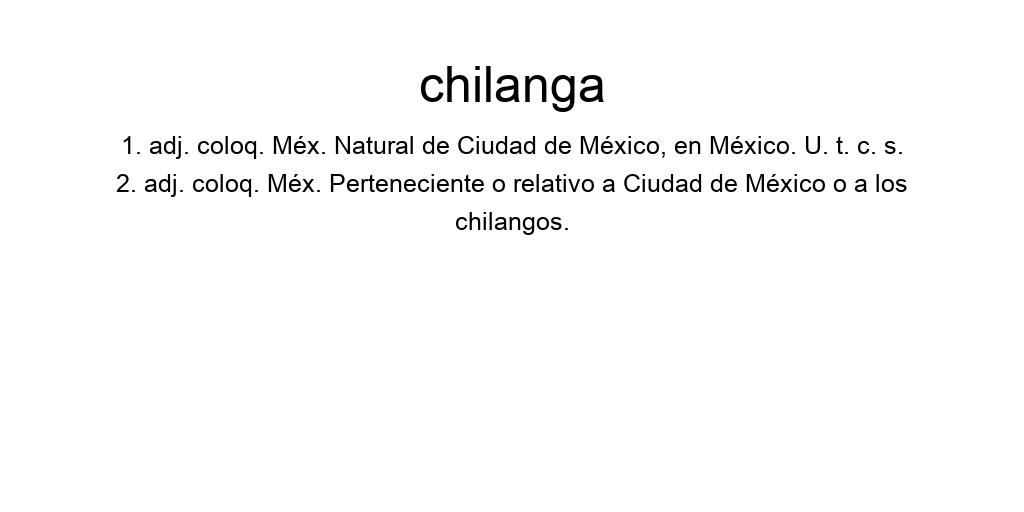 chilanga
1. adj. coloq. Méx. Natural de Ciudad de México, en México. U. t. c. s.
2. adj. coloq. Méx. Perteneciente o relativo a Ciudad de México o a los
chilangos.